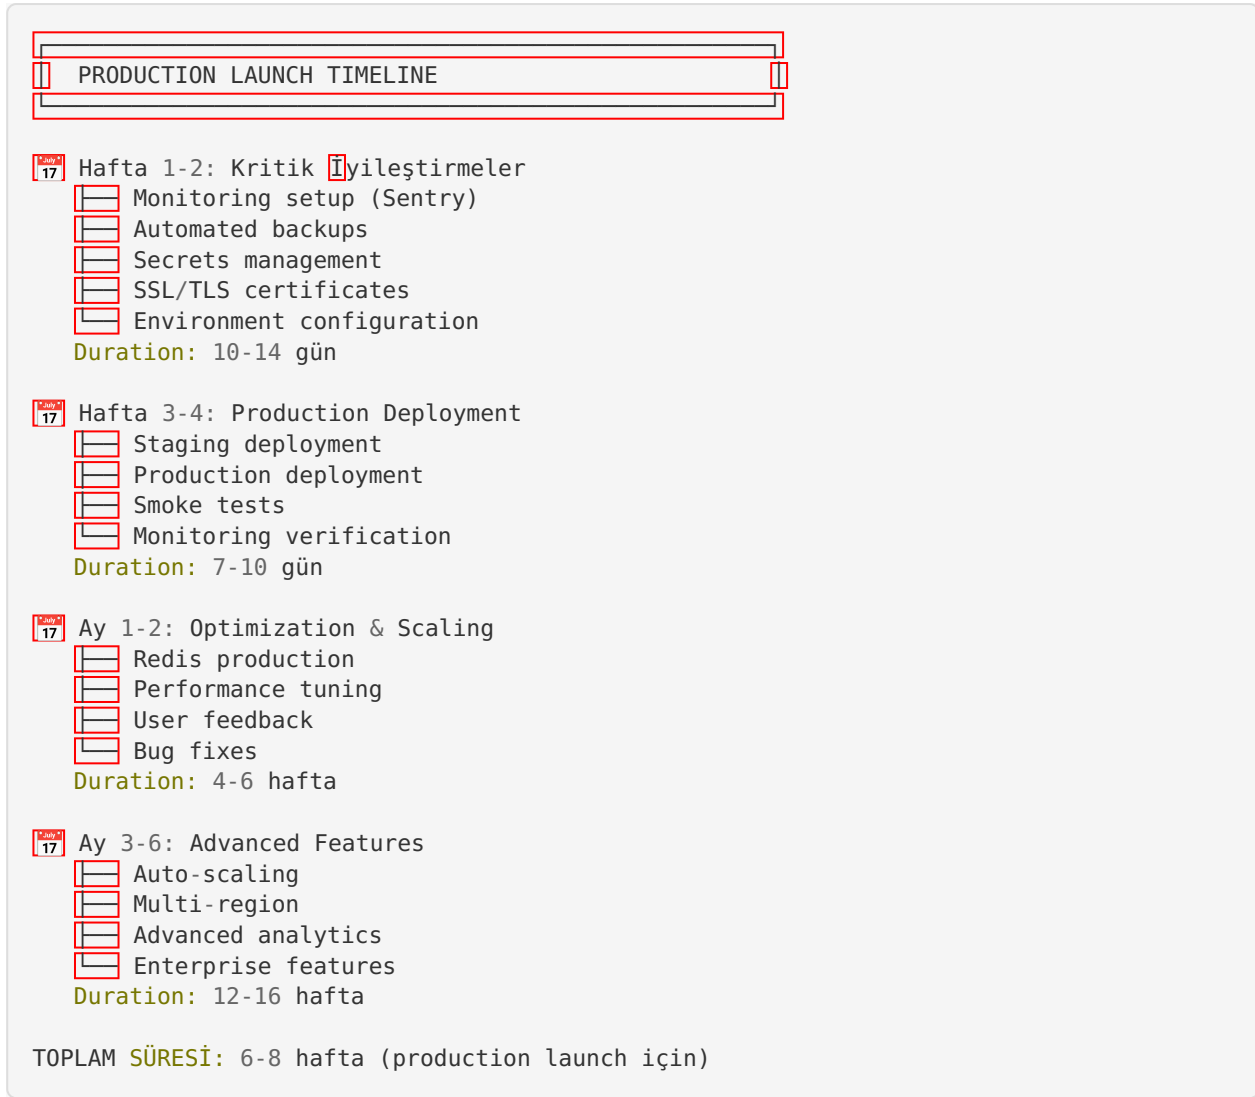 ┌─────────────────────────────────────────────────────┐
│  PRODUCTION LAUNCH TIMELINE                         │
└─────────────────────────────────────────────────────┘
📅 Hafta 1-2: Kritik İyileştirmeler
├── Monitoring setup (Sentry)
├── Automated backups
├── Secrets management
├── SSL/TLS certificates
└── Environment configuration
Duration: 10-14 gün
📅 Hafta 3-4: Production Deployment
├── Staging deployment
├── Production deployment
├── Smoke tests
└── Monitoring verification
Duration: 7-10 gün
📅 Ay 1-2: Optimization & Scaling
├── Redis production
├── Performance tuning
├── User feedback
└── Bug fixes
Duration: 4-6 hafta
📅 Ay 3-6: Advanced Features
├── Auto-scaling
├── Multi-region
├── Advanced analytics
└── Enterprise features
Duration: 12-16 hafta
TOPLAM SÜRESİ: 6-8 hafta (production launch için)